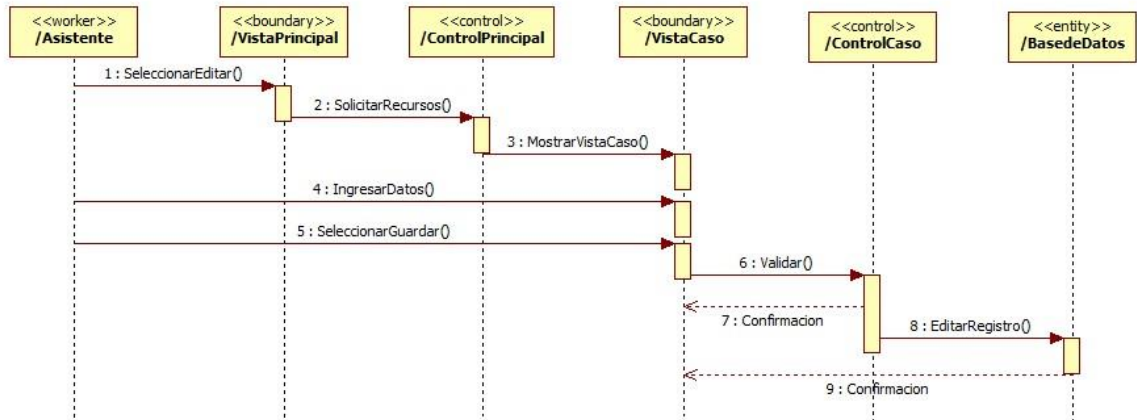 <<worker>>
/Asistente
<<boundary>>
/VistaPrincipal
<<control>>
/ControlPrincipal
<<boundary>>
/VistaCaso
<<control>>
/ControlCaso
<<entity>>
/BasedeDatos
1 : SeleccionarEditar()
2 : SolicitarRecursos()
3 : MostrarVistaCaso()
4 : IngresarDatos()
5 : SeleccionarGuardar()
6 : Validar()
7 : Confirmacion
8 : EditarRegistro()
9 : Confirmacion